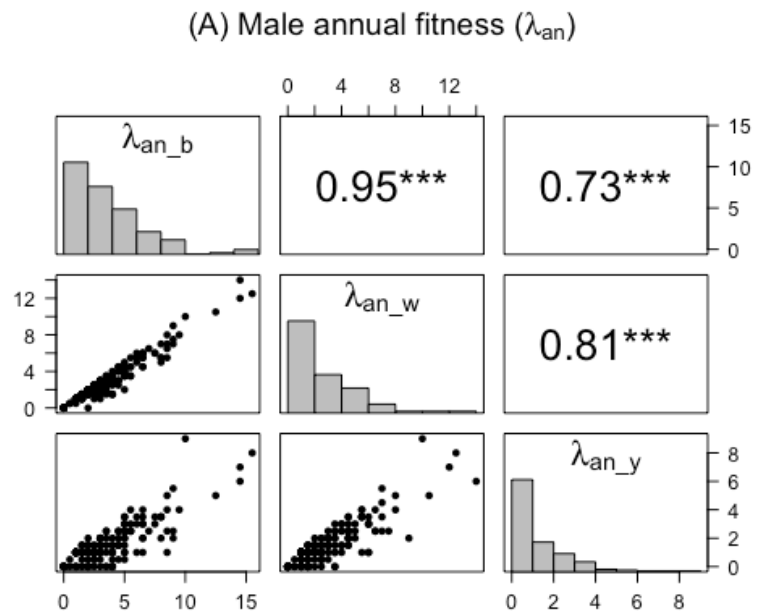 (A) Male annual fitness (λan)
0 4 8 12
λan_b
0.95***
0.73***
15
10
5
0
12
8
4
0
λan_w
0.81***
λan_y
8
6
4
2
0
0 5 10 15
0 2 4 6 8